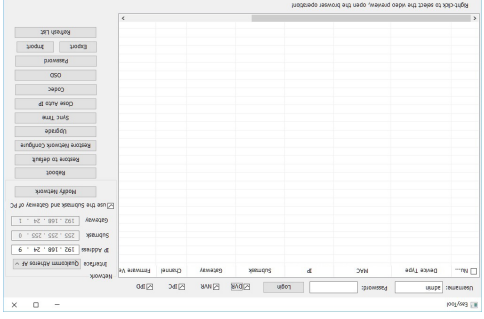 EasyTool
Username: admin Password: Login DVR NVR IPC IPD
Nu... Device Type MAC IP Submask Gateway Channel Firmware Ve
Network
Interface Qualcomm Atheros AR
IP Address 192 . 168 . 24 . 9
Submask 255 . 255 . 255 . 0
Gateway 192 . 168 . 24 . 1
use the Submask and Gateway of PC
Modify Network
Reboot
Restore to default
Restore Network Configure
Upgrade
Sync Time
Close Auto IP
Codec
OSD
Password
Export Import
Refresh List
Right-click to select the video preview, open the browser operation!